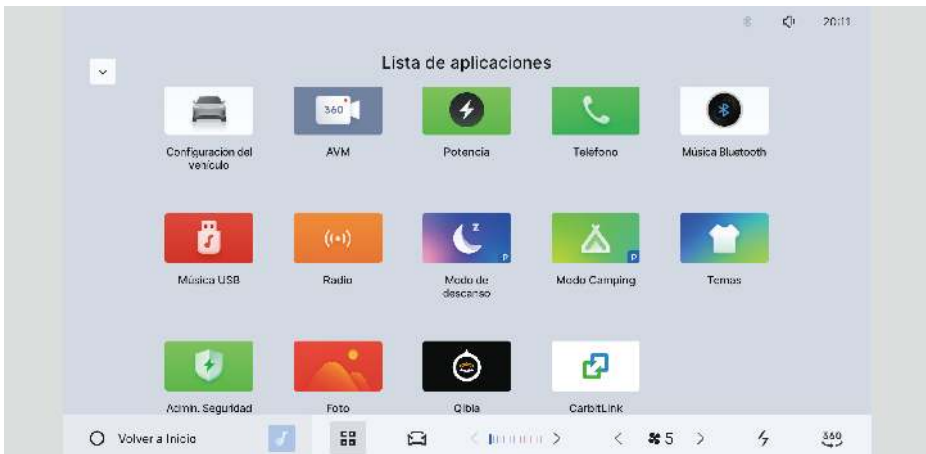 20:11
Lista de aplicaciones
360
Configuración del
vehículo
AVM
Potencia
Teléfono
Música Bluetooth
Música USB
Radio
Modo de
descanso
Modo Camping
Temas
Z
P
P
Admin. Seguridad
Foto
Qibla
CarbitLink
Volver a Inicio
5
360